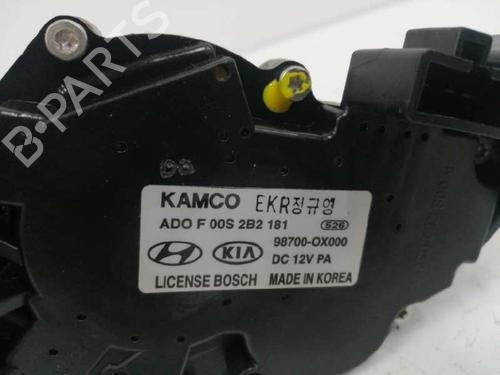 B-PARTS
KAMCO EKR정규영
ADO F 00S 2B2 181 526
HYUNDAI KIA 98700-OX000
DC 12V PA
LICENSE BOSCH MADE IN KOREA